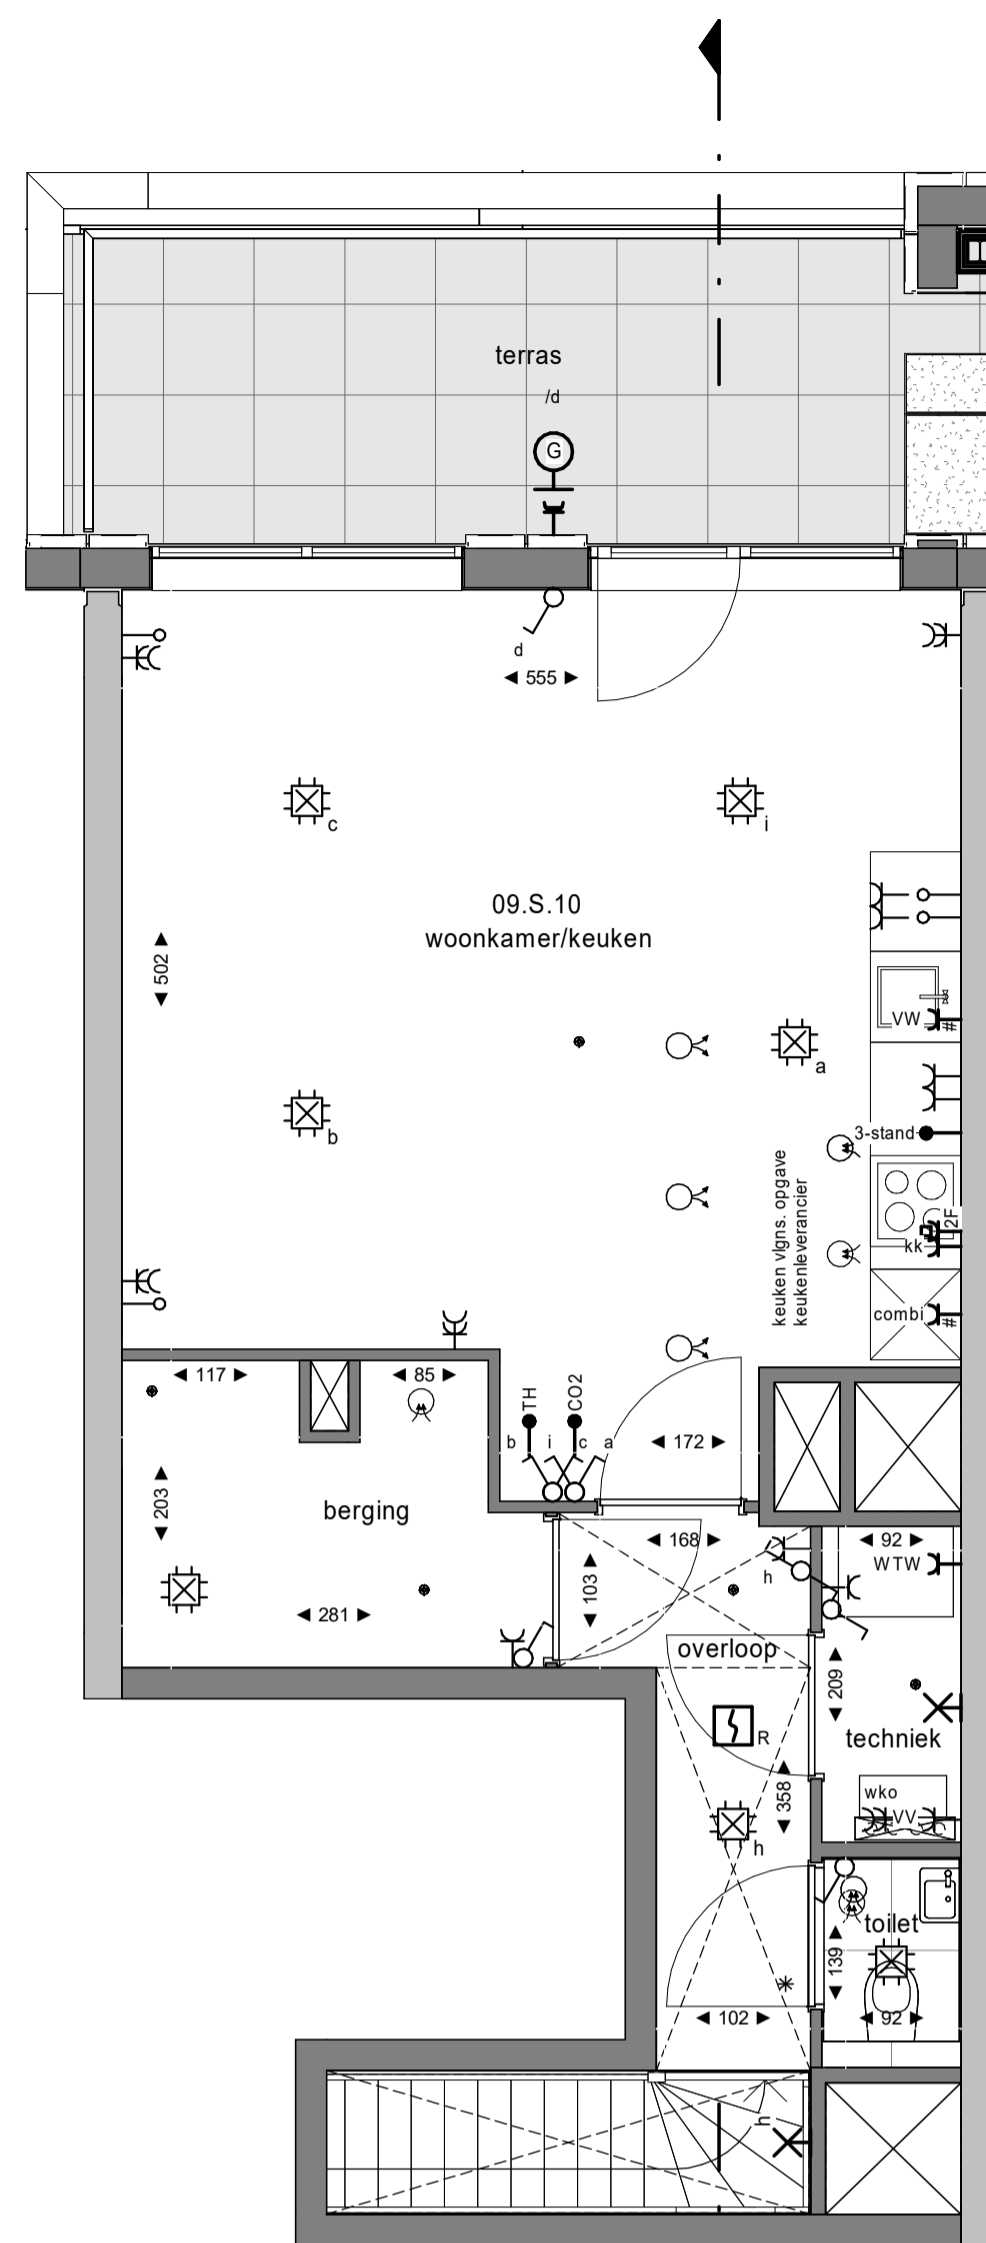 terras
/d
G
d
◄ 555 ►
c
i
09.S.10
woonkamer/keuken
◄ 502 ►
VW
#
a
b
3-stand
keuken vlgns. opgave
keukenleverancier
2F
kk
combi
#
◄ 117 ►
◄ 85 ►
TH
CO2
b
i
c
a
◄ 172 ►
◄ 203 ►
berging
◄ 168 ►
◄ 92 ►
WTW
h
◄ 103 ►
◄ 281 ►
overloop
◄ 209 ►
R
techniek
◄ 358 ►
wko
VV
h
toilet
◄ 139 ►
◄ 102 ►
◄ 92 ►
h